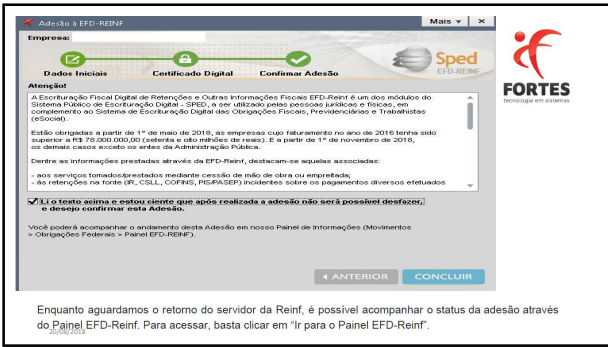 Adesão à EFD-REINF
Mais
Empresa:
Dados Iniciais
Certificado Digital
Confirmar Adesão
Sped
EFD-REINF
FORTES
tecnologia em sistemas
Atenção!
A Escrituração Fiscal Digital de Retenções e Outras Informações Fiscais EFD-Reinf é um dos módulos do
Sistema Público de Escrituração Digital - SPED, a ser utilizado pelas pessoas jurídicas e físicas, em
complemento ao Sistema de Escrituração Digital das Obrigações Fiscais, Previdenciárias e Trabalhistas
(eSocial).
Estão obrigadas a partir de 1º de maio de 2018, as empresas cujo faturamento no ano de 2016 tenha sido
superior a R$ 78.000.000,00 (setenta e oito milhões de reais). E a partir de 1º de novembro de 2018,
os demais casos exceto os entes da Administração Pública.
Dentre as informações prestadas através da EFD-Reinf, destacam-se aquelas associadas:
- aos serviços tomados/prestados mediante cessão de mão de obra ou empreitada;
- às retenções na fonte (IR, CSLL, COFINS, PIS/PASEP) incidentes sobre os pagamentos diversos efetuados
Li o texto acima e estou ciente que após realizada a adesão não será possível desfazer,
e desejo confirmar esta Adesão.
Você poderá acompanhar o andamento desta Adesão em nosso Painel de Informações (Movimentos
> Obrigações Federais > Painel EFD-REINF).
ANTERIOR
CONCLUIR
Enquanto aguardamos o retorno do servidor da Reinf, é possível acompanhar o status da adesão através
do Painel EFD-Reinf. Para acessar, basta clicar em "Ir para o Painel EFD-Reinf".
20/08/2018